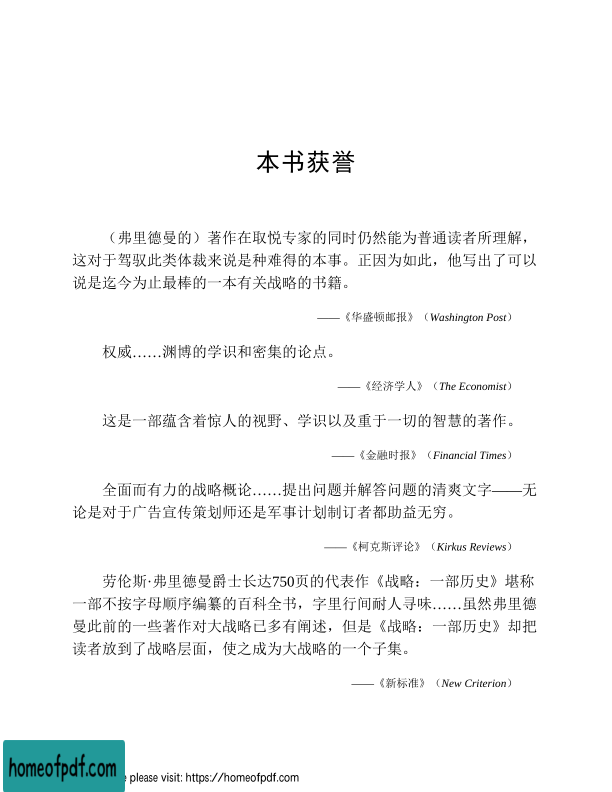 本书获誉
（弗里德曼的）著作在取悦专家的同时仍然能为普通读者所理解，
这对于驾驭此类体裁来说是种难得的本事。正因为如此，他写出了可以
说是迄今为止最棒的一本有关战略的书籍。
——《华盛顿邮报》（Washington Post）
权威……渊博的学识和密集的论点。
——《经济学人》（The Economist）
这是一部蕴含着惊人的视野、学识以及重于一切的智慧的著作。
——《金融时报》（Financial Times）
全面而有力的战略概论……提出问题并解答问题的清爽文字——无
论是对于广告宣传策划师还是军事计划制订者都助益无穷。
——《柯克斯评论》（Kirkus Reviews）
劳伦斯·弗里德曼爵士长达750页的代表作《战略：一部历史》堪称
一部不按字母顺序编纂的百科全书，字里行间耐人寻味……虽然弗里德
曼此前的一些著作对大战略已多有阐述，但是《战略：一部历史》却把
读者放到了战略层面，使之成为大战略的一个子集。
——《新标准》（New Criterion）
homeofpdf.com
please visit: https://homeofpdf.com